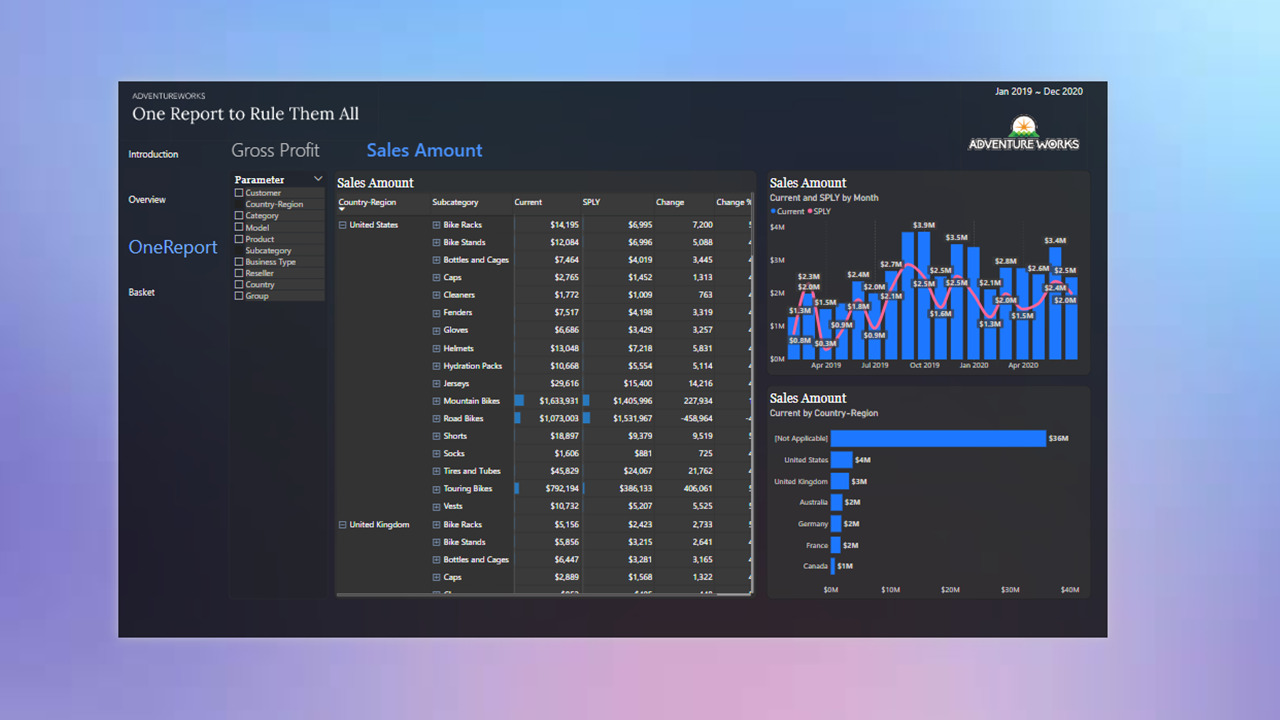 ADVENTUREWORKS
One Report to Rule Them All
Jan 2019 ~ Dec 2020
ADVENTURE WORKS
Introduction
Overview
OneReport
Basket
Gross Profit Sales Amount
Parameter
Customer
Country-Region
Category
Model
Product
Subcategory
Business Type
Reseller
Country
Group
Sales Amount
Country-Region Subcategory Current SPLY Change Change %
United States Bike Racks $14,195 $6,995 7,200
Bike Stands $12,084 $6,996 5,088
Bottles and Cages $7,464 $4,019 3,445
Caps $2,765 $1,452 1,313
Cleaners $1,772 $1,009 763
Fenders $7,517 $4,198 3,319
Gloves $6,686 $3,429 3,257
Helmets $13,048 $7,218 5,831
Hydration Packs $10,668 $5,554 5,114
Jerseys $29,616 $15,400 14,216
Mountain Bikes $1,633,931 $1,405,996 227,934
Road Bikes $1,073,003 $1,531,967 -458,964
Shorts $18,897 $9,379 9,519
Socks $1,606 $881 725
Tires and Tubes $45,829 $24,067 21,762
Touring Bikes $792,194 $386,133 406,061
Vests $10,732 $5,207 5,525
United Kingdom Bike Racks $5,156 $2,423 2,733
Bike Stands $5,856 $3,215 2,641
Bottles and Cages $6,447 $3,281 3,165
Caps $2,889 $1,568 1,322
Sales Amount
Current and SPLY by Month
Current SPLY
$4M
$3M
$2M
$1M
$0M
$1.3M $2.3M $2.0M $1.5M $0.9M $2.4M $2.0M $2.7M $3.9M $2.5M $3.5M $2.1M $2.8M $2.6M $3.4M $2.5M
$0.8M $0.3M $1.8M $0.9M $2.1M $2.5M $1.6M $2.5M $1.3M $2.0M $1.5M $2.4M $2.0M
Apr 2019 Jul 2019 Oct 2019 Jan 2020 Apr 2020
Sales Amount
Current by Country-Region
[Not Applicable] $36M
United States $4M
United Kingdom $3M
Australia $2M
Germany $2M
France $2M
Canada $1M
$0M $10M $20M $30M $40M